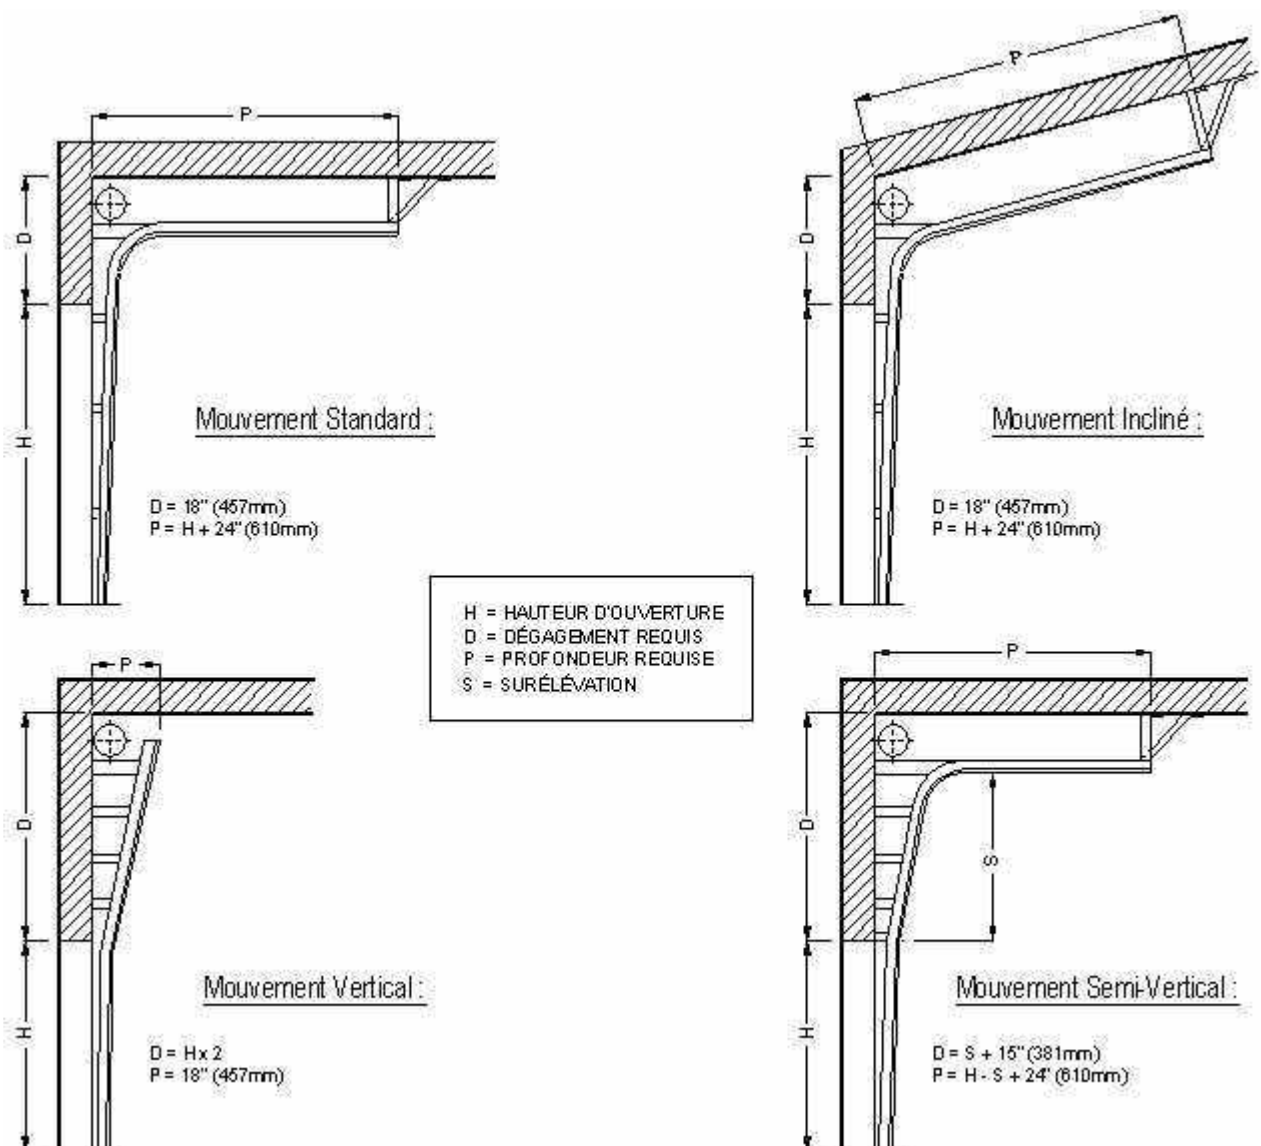 P
P
D
D
H
H
Mouvement Standard :
Mouvement Incliné :
D = 18" (457mm)
P = H + 24" (610mm)
D = 18" (457mm)
P = H + 24" (610mm)
H = HAUTEUR D'OUVERTURE
D = DÉGAGEMENT REQUIS
P = PROFONDEUR REQUISE
S = SURÉLÉVATION
P
P
D
D
S
H
H
Mouvement Vertical :
Mouvement Semi-Vertical :
D = H x 2
P = 18" (457mm)
D = S + 15" (381mm)
P = H - S + 24" (610mm)